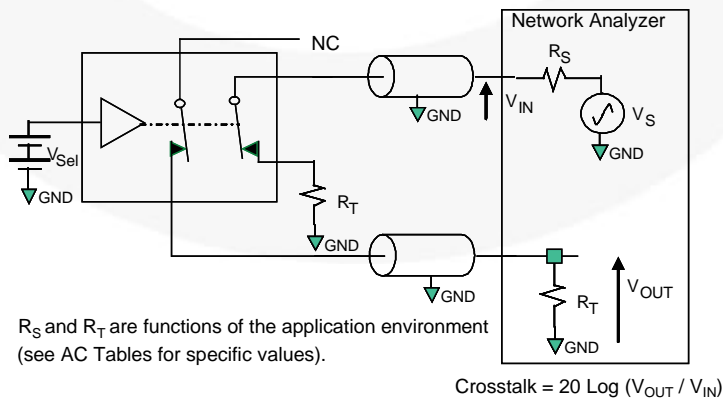 Network Analyzer
NC
R_S
V_IN
V_S
GND
GND
V_Sel
GND
R_T
GND
GND
V_OUT
R_T
GND
R_S and R_T are functions of the application environment
(see AC Tables for specific values).
Crosstalk = 20 Log (V_OUT / V_IN)